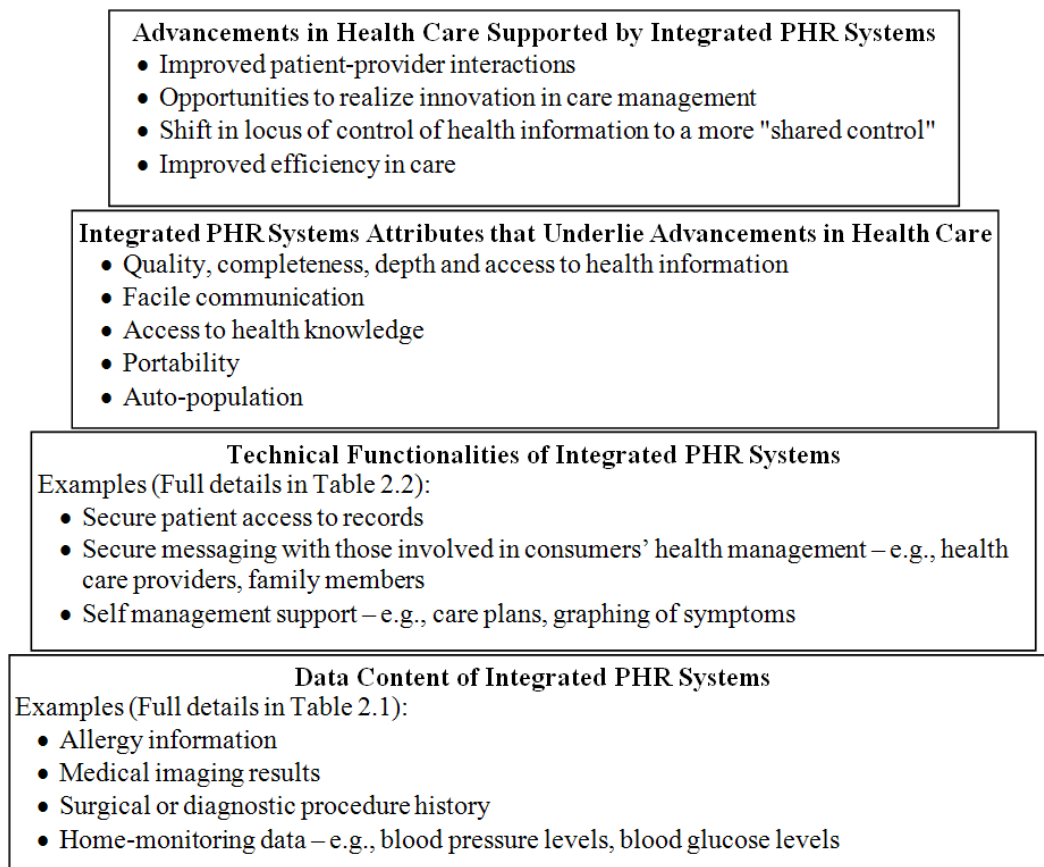 Advancements in Health Care Supported by Integrated PHR Systems
• Improved patient-provider interactions
• Opportunities to realize innovation in care management
• Shift in locus of control of health information to a more "shared control"
• Improved efficiency in care
Integrated PHR Systems Attributes that Underlie Advancements in Health Care
• Quality, completeness, depth and access to health information
• Facile communication
• Access to health knowledge
• Portability
• Auto-population
Technical Functionalities of Integrated PHR Systems
Examples (Full details in Table 2.2):
• Secure patient access to records
• Secure messaging with those involved in consumers’ health management – e.g., health
care providers, family members
• Self management support – e.g., care plans, graphing of symptoms
Data Content of Integrated PHR Systems
Examples (Full details in Table 2.1):
• Allergy information
• Medical imaging results
• Surgical or diagnostic procedure history
• Home-monitoring data – e.g., blood pressure levels, blood glucose levels